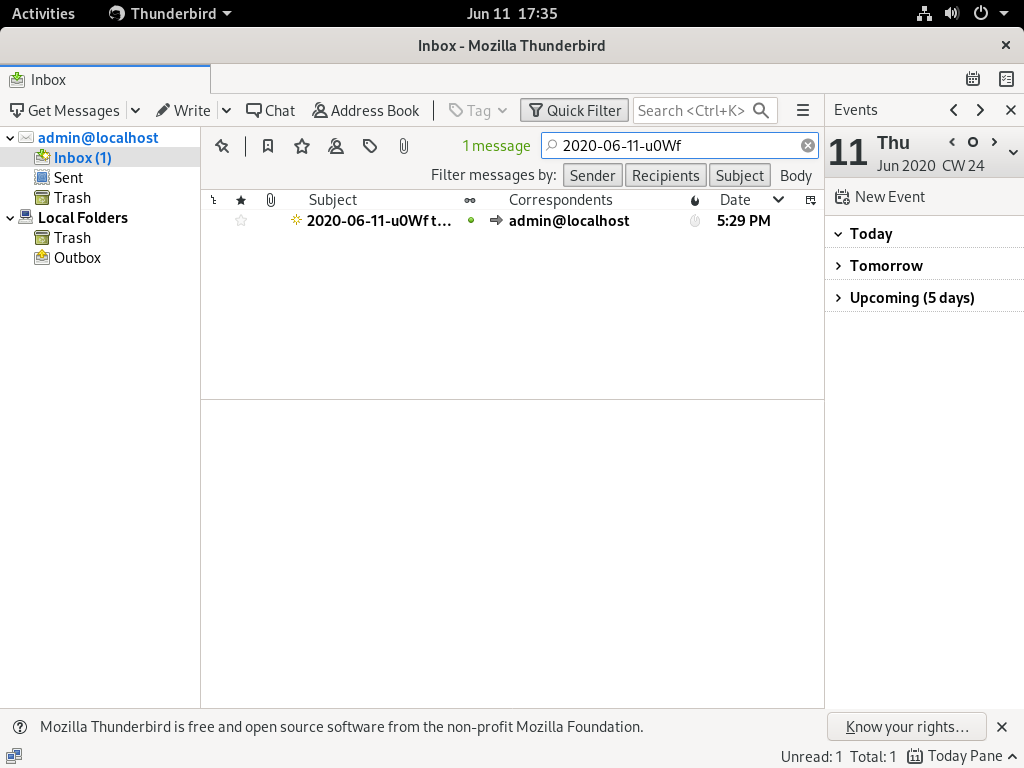 Activities Thunderbird Jun 11 17:35
Inbox - Mozilla Thunderbird
Inbox
Get Messages Write Chat Address Book Tag Quick Filter Search <Ctrl+K> Events
admin@localhost
Inbox (1)
Sent
Trash
Local Folders
Trash
Outbox
1 message 2020-06-11-u0Wf
Filter messages by: Sender Recipients Subject Body
Subject Correspondents Date
2020-06-11-u0Wf t... admin@localhost 5:29 PM
11 Thu
Jun 2020 CW 24
New Event
Today
Tomorrow
Upcoming (5 days)
Mozilla Thunderbird is free and open source software from the non-profit Mozilla Foundation. Know your rights...
Unread: 1 Total: 1 11 Today Pane